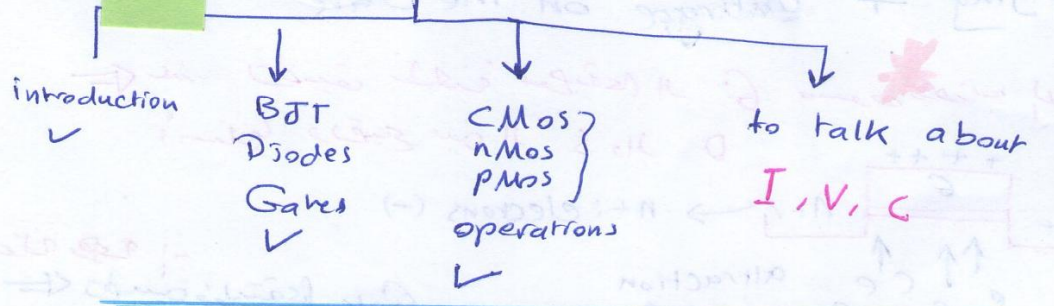 introduction
BJT
Diodes
Gates
CMos
nMos
pMos
operations
to talk about
I, V, C